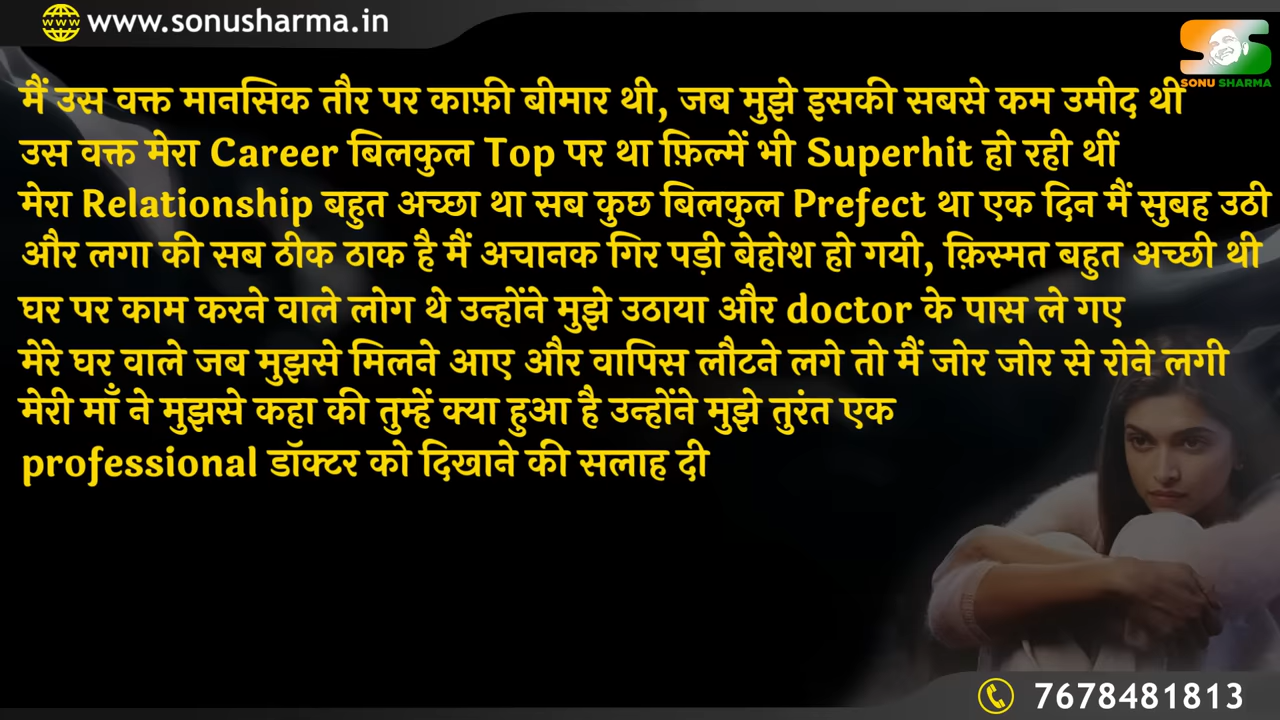 www.sonusharma.in
SONU SHARMA
मैं उस वक्त मानसिक तौर पर काफ़ी बीमार थी, जब मुझे इसकी सबसे कम उमीद थी
उस वक्त मेरा Career बिलकुल Top पर था फ़िल्में भी Superhit हो रही थीं
मेरा Relationship बहुत अच्छा था सब कुछ बिलकुल Prefect था एक दिन मैं सुबह उठी
और लगा की सब ठीक ठाक है मैं अचानक गिर पड़ी बेहोश हो गयी, क़िस्मत बहुत अच्छी थी
घर पर काम करने वाले लोग थे उन्होंने मुझे उठाया और doctor के पास ले गए
मेरे घर वाले जब मुझसे मिलने आए और वापिस लौटने लगे तो मैं जोर जोर से रोने लगी
मेरी माँ ने मुझसे कहा की तुम्हें क्या हुआ है उन्होंने मुझे तुरंत एक
professional डॉक्टर को दिखाने की सलाह दी
7678481813